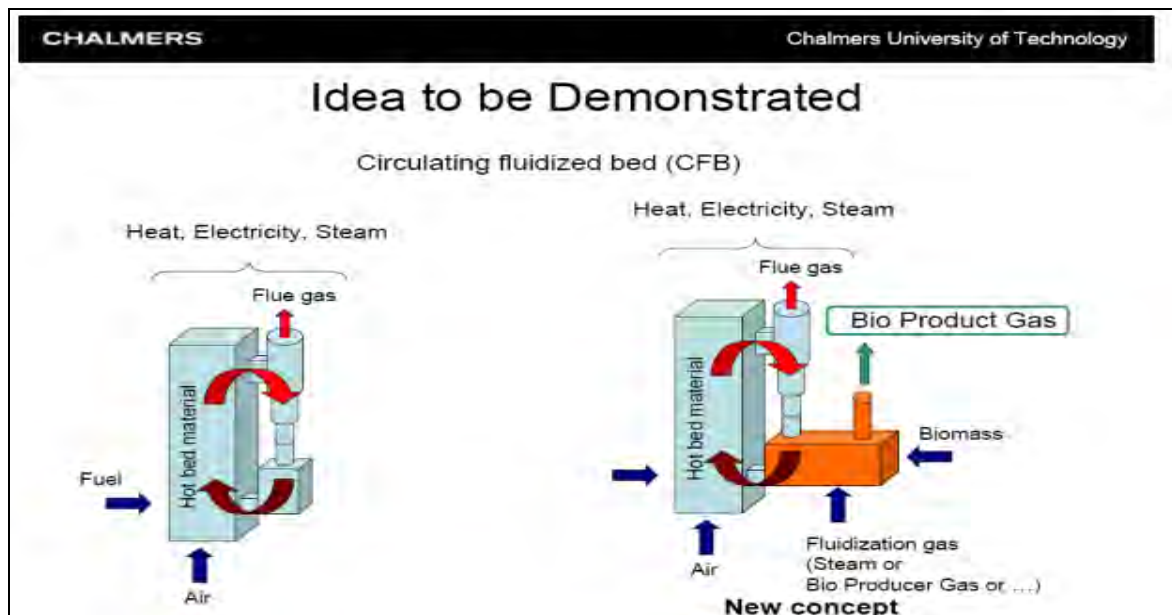 CHALMERS
Chalmers University of Technology
Idea to be Demonstrated
Circulating fluidized bed (CFB)
Heat, Electricity, Steam
Flue gas
Hot bed material
Fuel
Air
Heat, Electricity, Steam
Flue gas
Bio Product Gas
Hot bed material
Biomass
Air
Fluidization gas
(Steam or
Bio Producer Gas or ...)
New concept